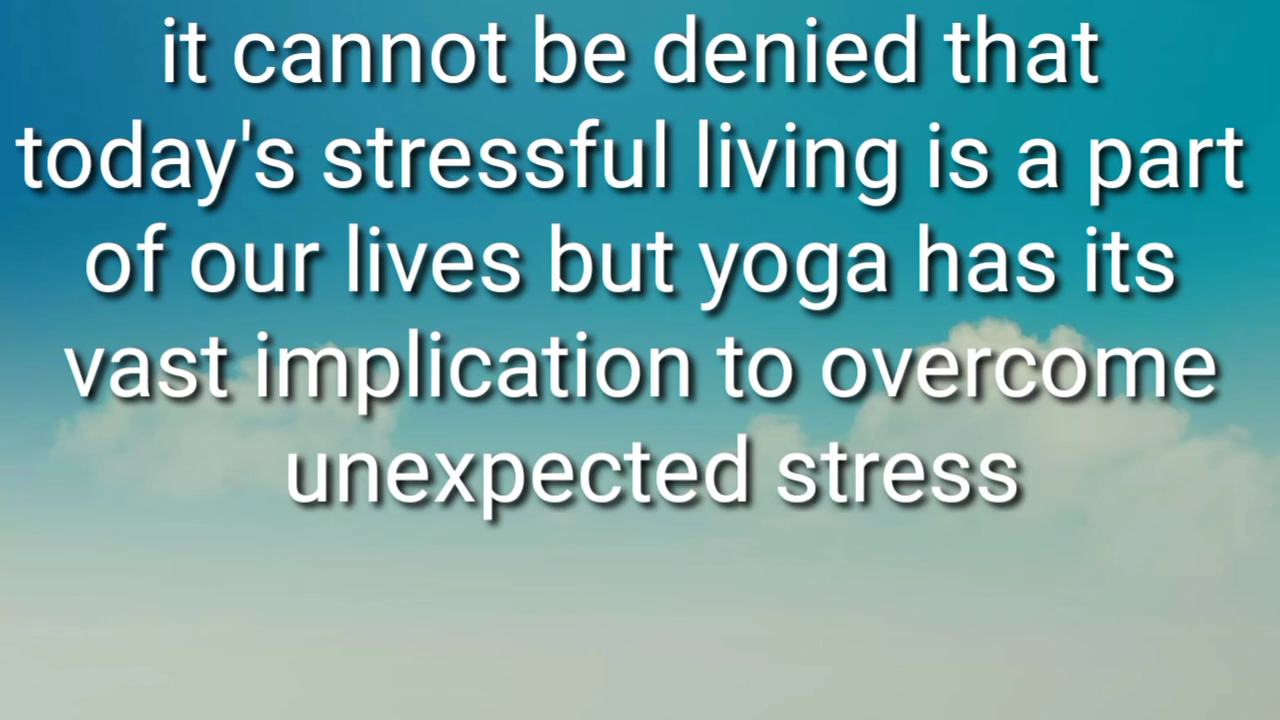 it cannot be denied that
today's stressful living is a part
of our lives but yoga has its
vast implication to overcome
unexpected stress